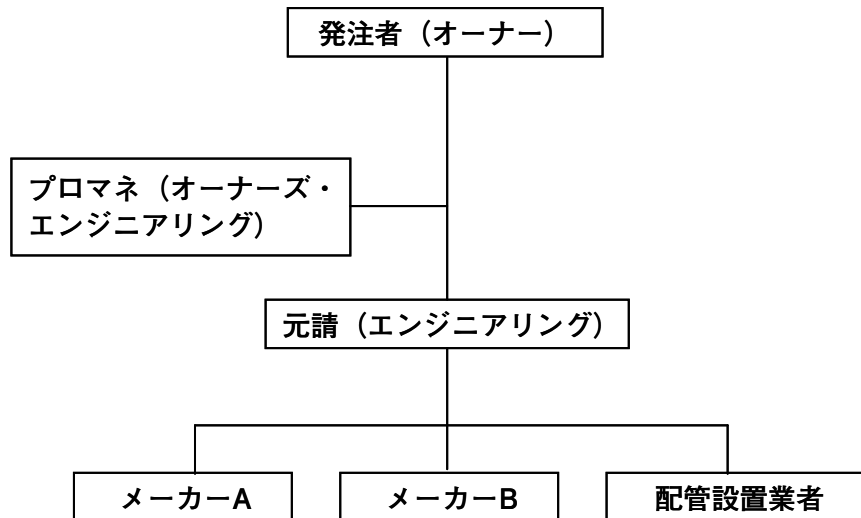 発注者（オーナー）
プロマネ（オーナーズ・
エンジニアリング）
元請（エンジニアリング）
メーカーA
メーカーB
配管設置業者